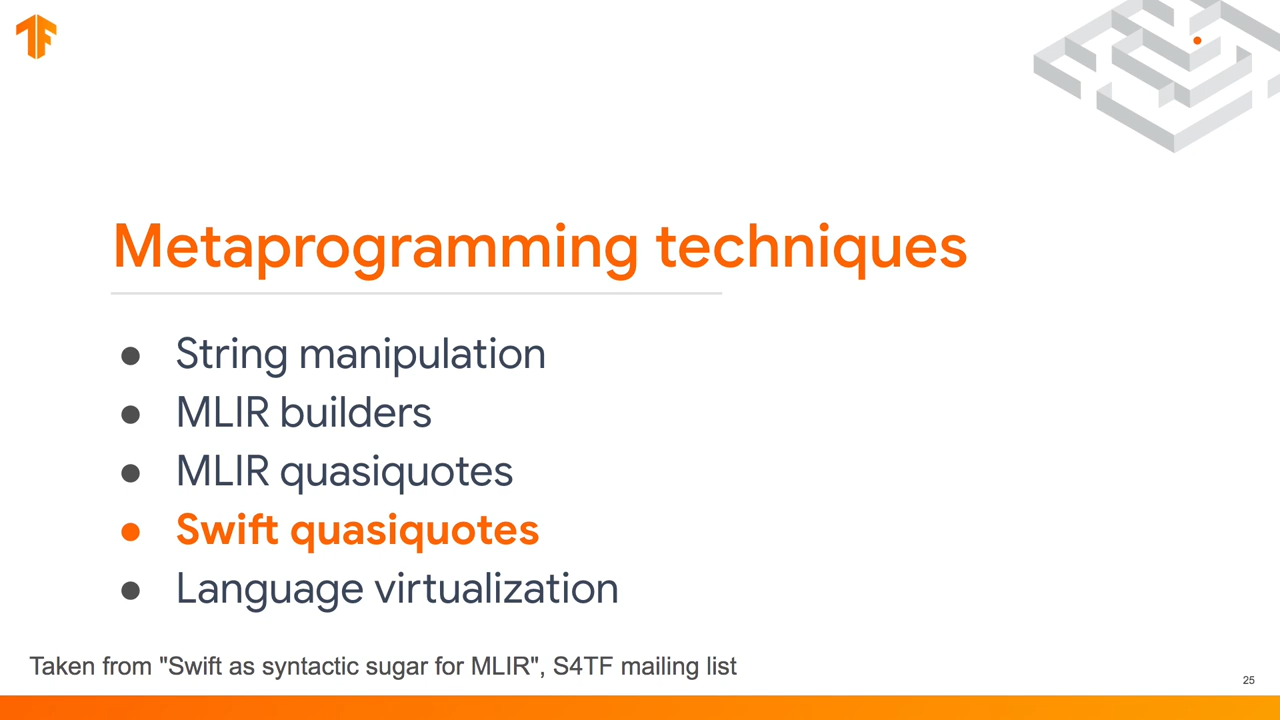 Metaprogramming techniques
● String manipulation
● MLIR builders
● MLIR quasiquotes
● Swift quasiquotes
● Language virtualization
Taken from "Swift as syntactic sugar for MLIR", S4TF mailing list
25